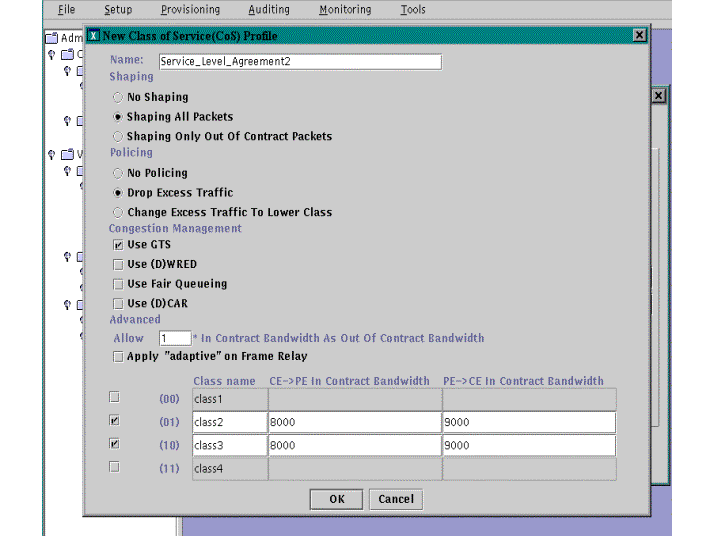 File Setup Provisioning Auditing Monitoring Tools
Adm
New Class of Service(CoS) Profile
Name: Service_Level_Agreement2
Shaping
No Shaping
Shaping All Packets
Shaping Only Out Of Contract Packets
Policing
No Policing
Drop Excess Traffic
Change Excess Traffic To Lower Class
Congestion Management
Use GTS
Use (D)WRED
Use Fair Queueing
Use (D)CAR
Advanced
Allow 1 * In Contract Bandwidth As Out Of Contract Bandwidth
Apply "adaptive" on Frame Relay
Class name CE->PE In Contract Bandwidth PE->CE In Contract Bandwidth
(00) class1
(01) class2 8000 9000
(10) class3 8000 9000
(11) class4
OK Cancel